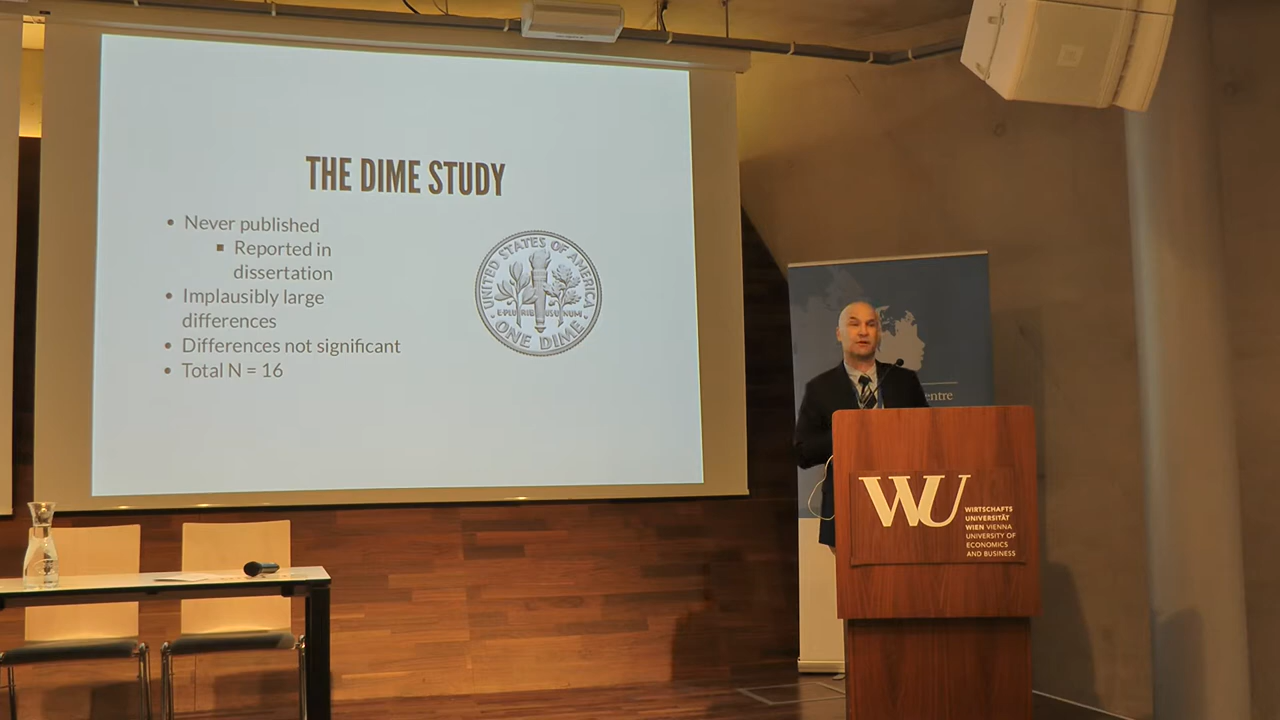 THE DIME STUDY
• Never published
▪ Reported in
dissertation
• Implausibly large
differences
• Differences not significant
• Total N = 16
UNITED STATES OF AMERICA
E PLURIBUS UNUM
ONE DIME
entre
WU
WIRTSCHAFTS
UNIVERSITÄT
WIEN VIENNA
UNIVERSITY OF
ECONOMICS
AND BUSINESS